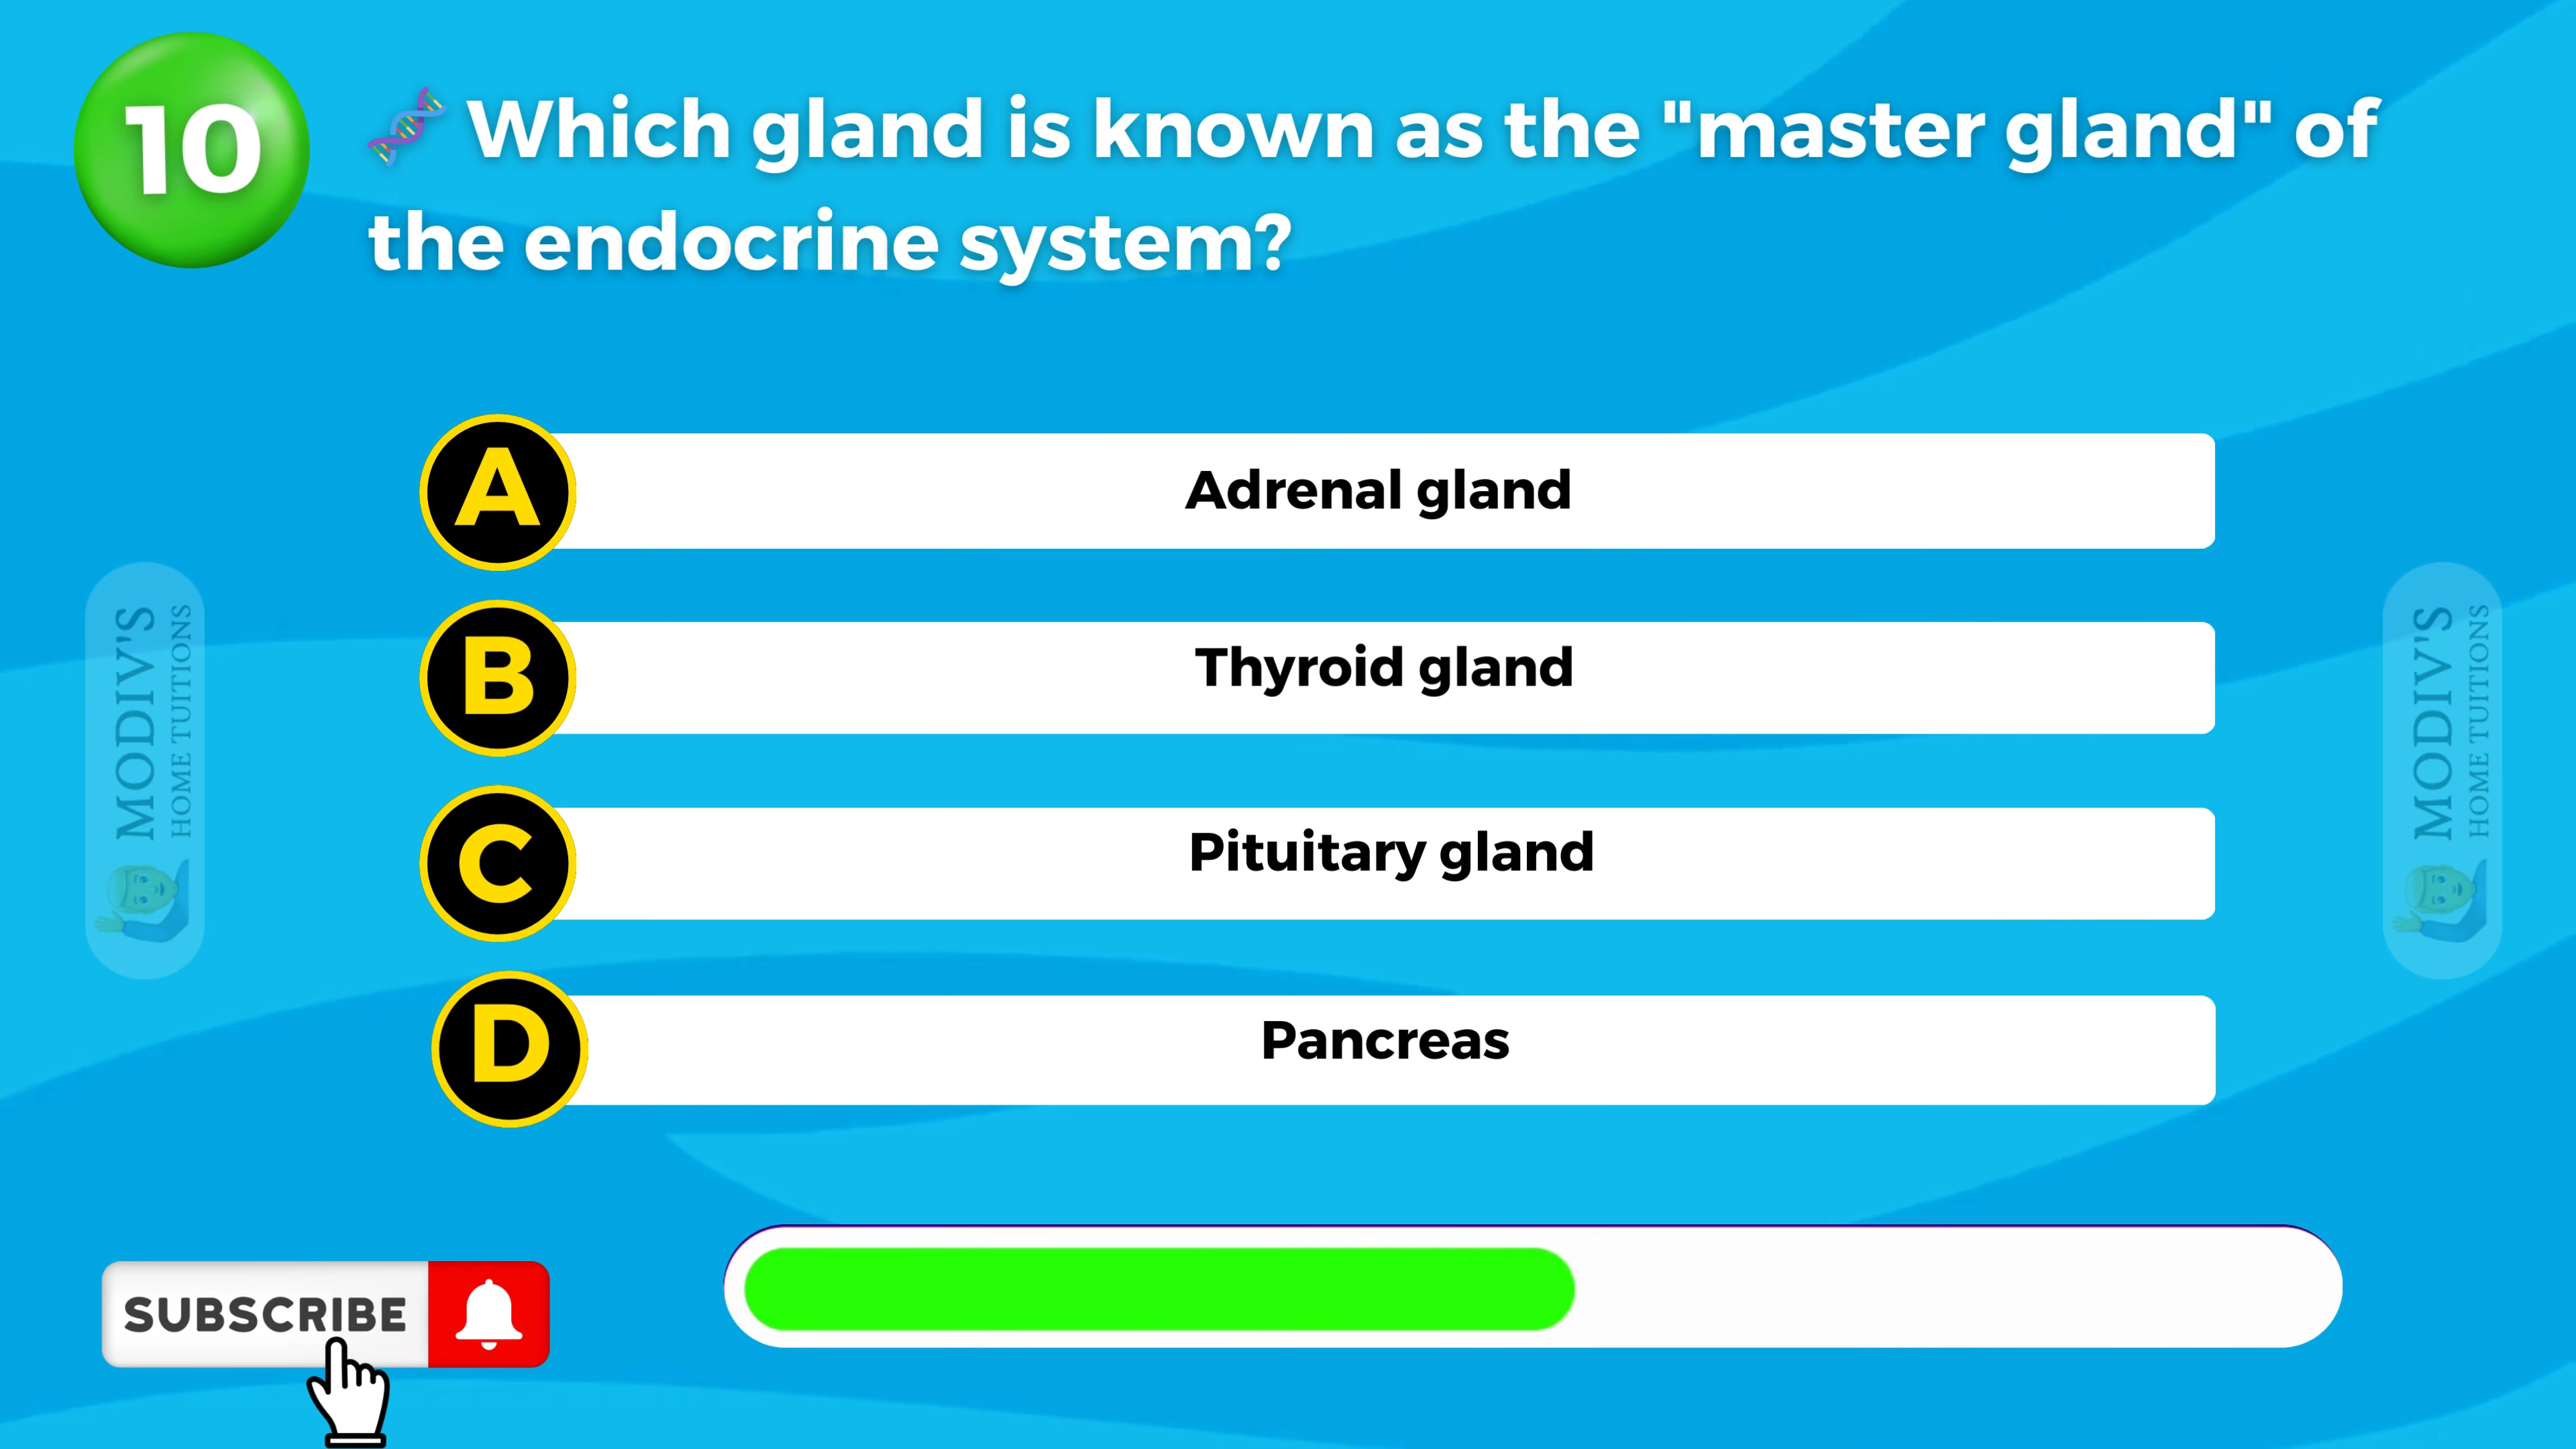 10
🧬 Which gland is known as the "master gland" of
the endocrine system?
A
Adrenal gland
B
Thyroid gland
C
Pituitary gland
D
Pancreas
MODIV'S
HOME TUITIONS
MODIV'S
HOME TUITIONS
SUBSCRIBE